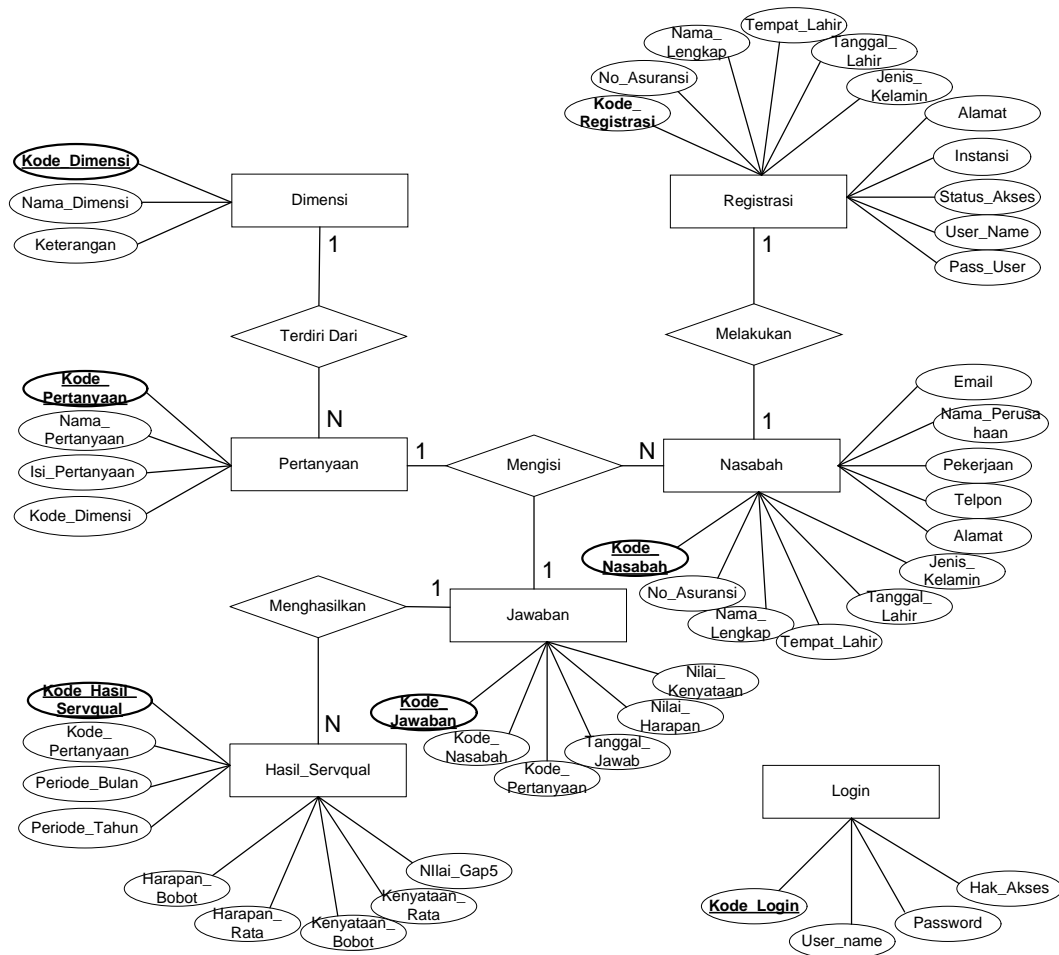 Tempat_Lahir
Nama_
Lengkap
Tanggal_
Lahir
No_Asuransi
Jenis_
Kelamin
Kode_
Registrasi
Alamat
Kode_Dimensi
Instansi
Nama_Dimensi
Dimensi
Registrasi
Status_Akses
Keterangan
User_Name
Pass_User
1
1
Terdiri Dari
Melakukan
Kode_
Pertanyaan
Email
Nama_
Pertanyaan
N
1
Nama_Perusa
haan
Isi_Pertanyaan
Pertanyaan
1
Mengisi
N
Nasabah
Pekerjaan
Kode_Dimensi
Telpon
Alamat
Kode_
Nasabah
Jenis_
Kelamin
1
No_Asuransi
Tanggal_
Lahir
Menghasilkan
1
Jawaban
Nama_
Lengkap
Tempat_Lahir
Kode_Hasil_
Servqual
Nilai_
Kenyataan
Kode_
Jawaban
Nilai_
Harapan
Kode_
Pertanyaan
N
Kode_
Nasabah
Tanggal_
Jawab
Kode_
Pertanyaan
Periode_Bulan
Hasil_Servqual
Login
Periode_Tahun
NIlai_Gap5
Harapan_
Bobot
Kenyataan_
Rata
Hak_Akses
Harapan_
Rata
Kenyataan_
Bobot
Kode_Login
Password
User_name